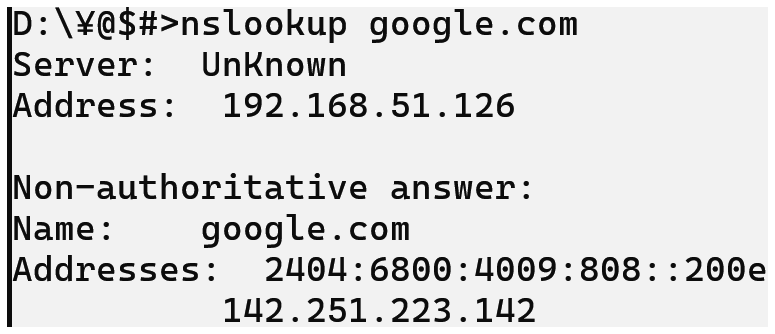 D:\¥@$#>nslookup google.com
Server:  UnKnown
Address:  192.168.51.126
Non-authoritative answer:
Name:    google.com
Addresses:  2404:6800:4009:808::200e
          142.251.223.142